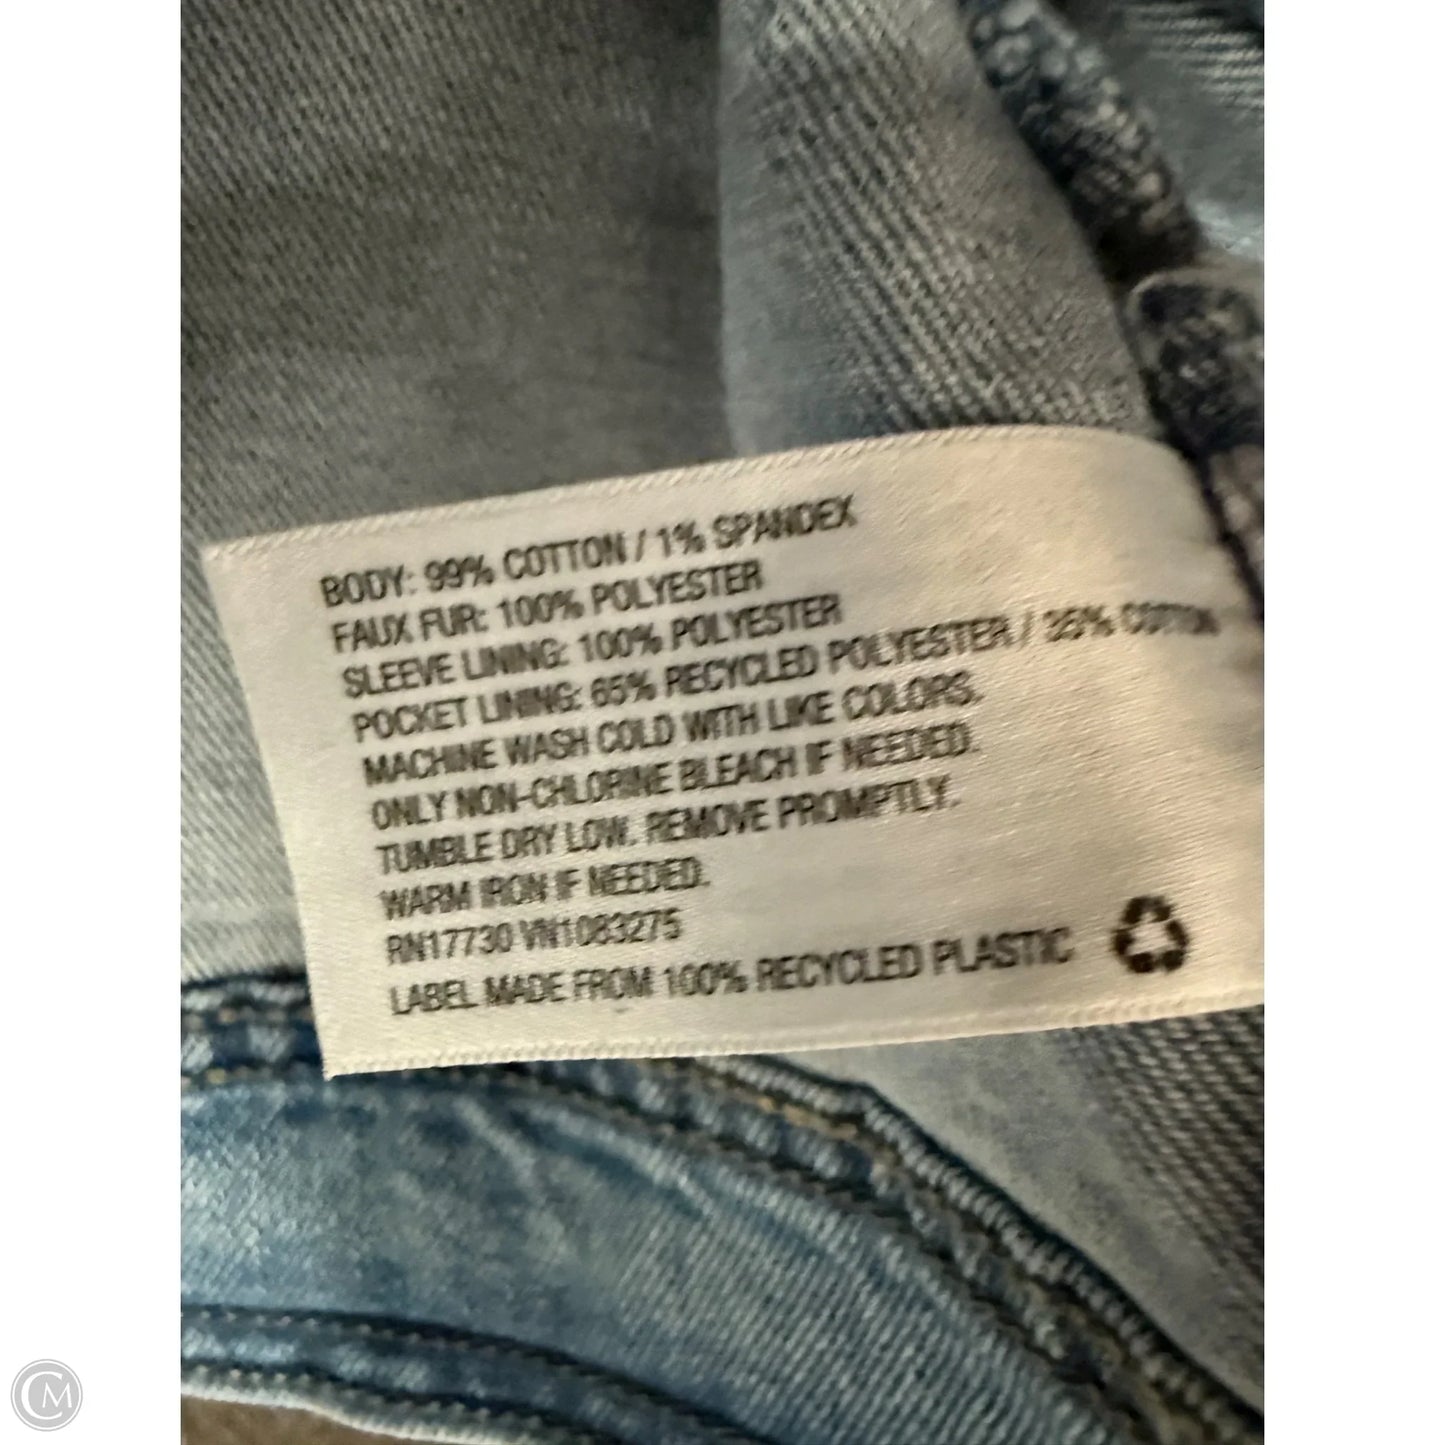 BODY: 99% COTTON / 1% SPANDEX
FAUX FUR: 100% POLYESTER
SLEEVE LINING: 100% POLYESTER
POCKET LINING: 65% RECYCLED POLYESTER / 35% COTTON
MACHINE WASH COLD WITH LIKE COLORS.
ONLY NON-CHLORINE BLEACH IF NEEDED.
TUMBLE DRY LOW. REMOVE PROMPTLY.
WARM IRON IF NEEDED.
RN17730 VN1083275
LABEL MADE FROM 100% RECYCLED PLASTIC
CM